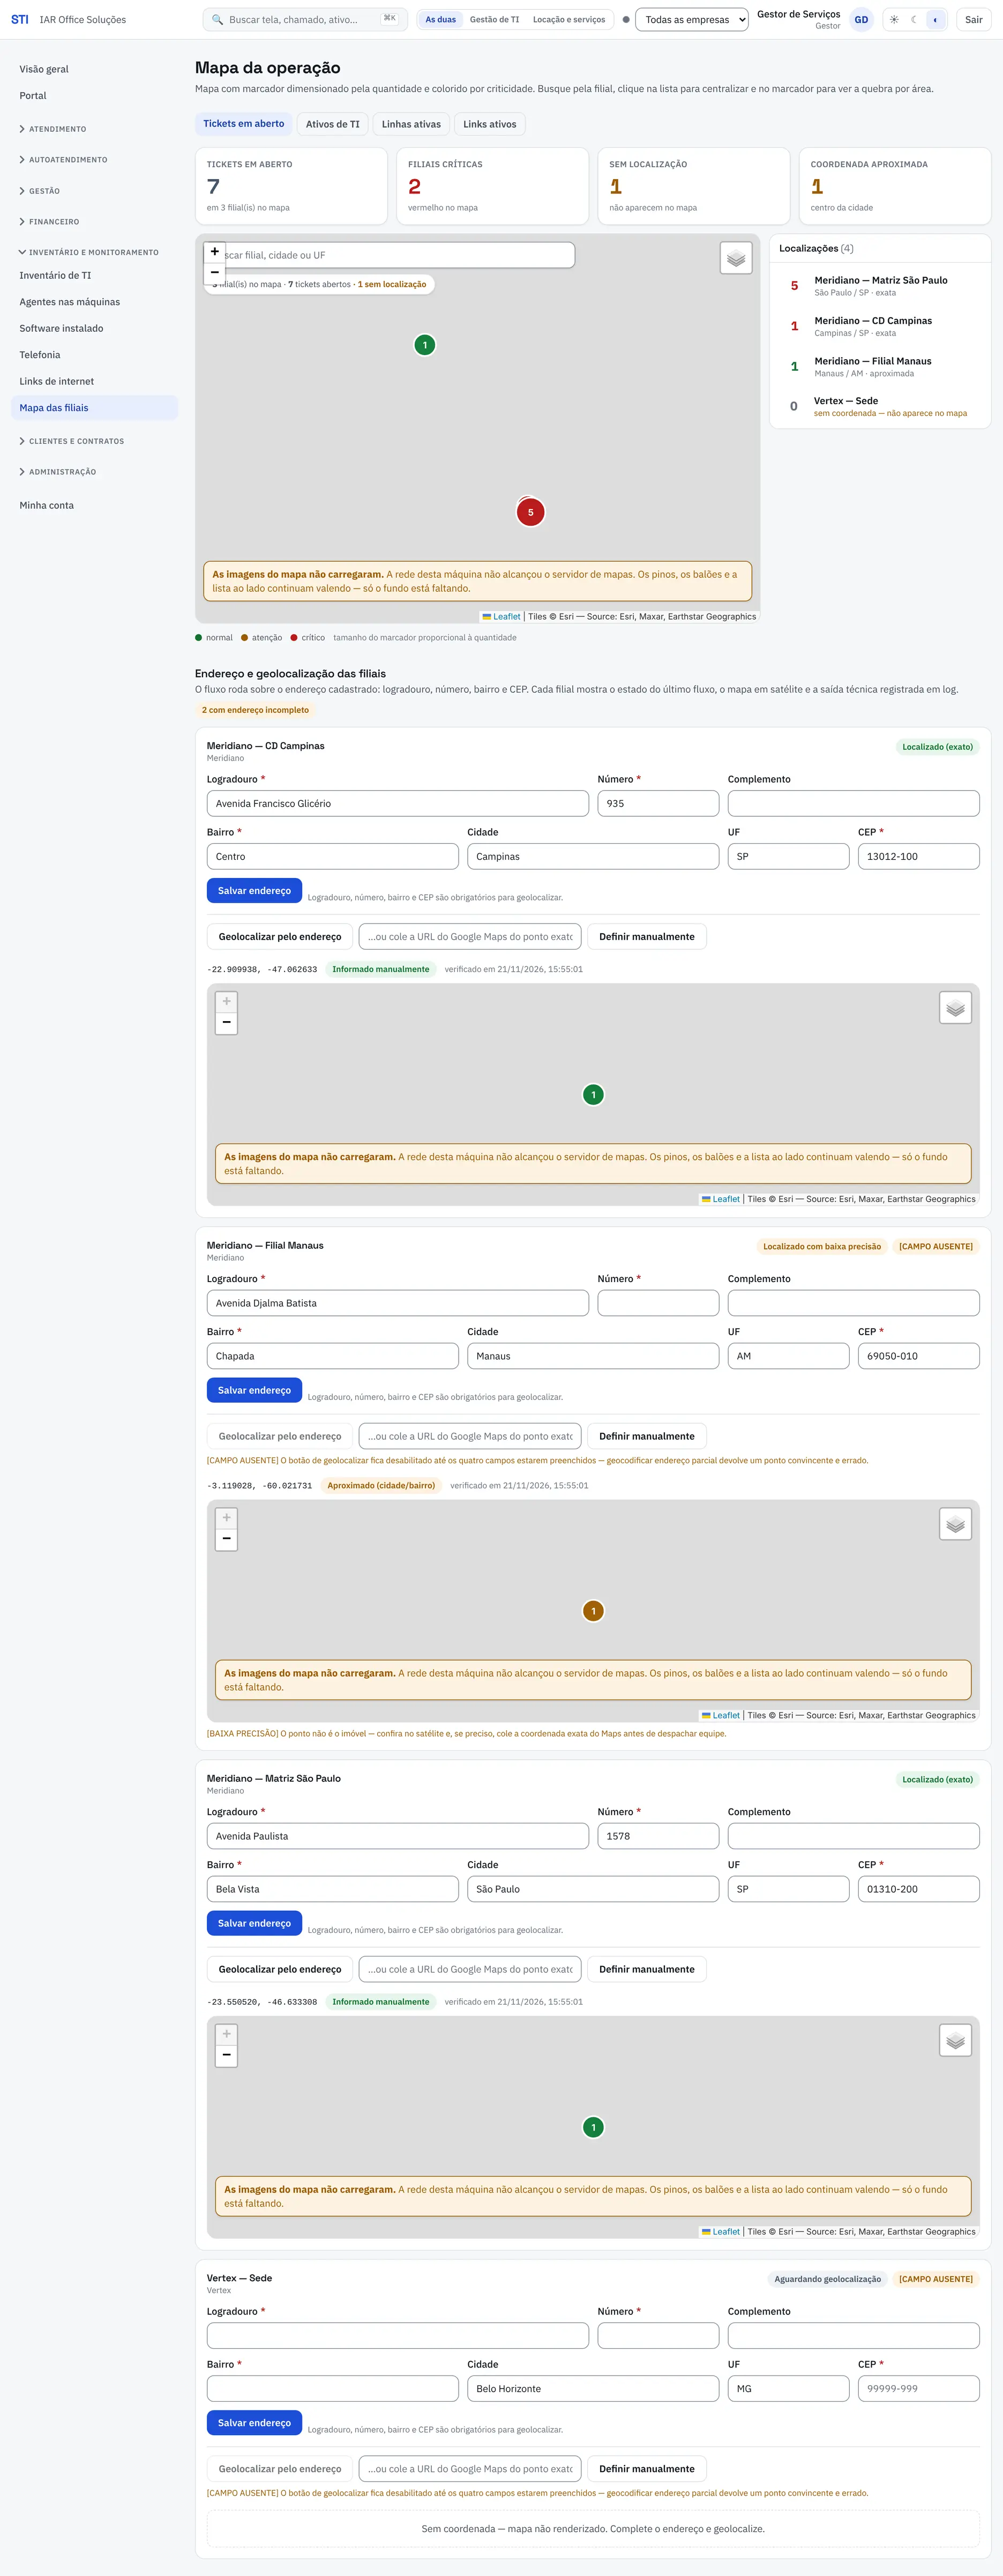 STI IAR Office Soluções
Buscar tela, chamado, ativo... ⌘K
As duas Gestão de TI Locação e serviços
Todas as empresas
Gestor de Serviços
Gestor
GD
Sair
Visão geral
Portal
ATENDIMENTO
AUTOATENDIMENTO
GESTÃO
FINANCEIRO
INVENTÁRIO E MONITORAMENTO
Inventário de TI
Agentes nas máquinas
Software instalado
Telefonia
Links de internet
Mapa das filiais
CLIENTES E CONTRATOS
ADMINISTRAÇÃO
Minha conta
Mapa da operação
Mapa com marcador dimensionado pela quantidade e colorido por criticidade. Busque pela filial, clique na lista para centralizar e no marcador para ver a quebra por área.
Tickets em aberto Ativos de TI Linhas ativas Links ativos
TICKETS EM ABERTO
7
em 3 filial(is) no mapa
FILIAIS CRÍTICAS
2
vermelho no mapa
SEM LOCALIZAÇÃO
1
não aparecem no mapa
COORDENADA APROXIMADA
1
centro da cidade
+
scar filial, cidade ou UF
−
filial(is) no mapa · 7 tickets abertos · 1 sem localização
1
5
As imagens do mapa não carregaram. A rede desta máquina não alcançou o servidor de mapas. Os pinos, os balões e a
lista ao lado continuam valendo — só o fundo está faltando.
Leaflet | Tiles © Esri — Source: Esri, Maxar, Earthstar Geographics
normal atenção crítico tamanho do marcador proporcional à quantidade
Localizações (4)
5 Meridiano — Matriz São Paulo
São Paulo / SP · exata
1 Meridiano — CD Campinas
Campinas / SP · exata
1 Meridiano — Filial Manaus
Manaus / AM · aproximada
0 Vertex — Sede
sem coordenada — não aparece no mapa
Endereço e geolocalização das filiais
O fluxo roda sobre o endereço cadastrado: logradouro, número, bairro e CEP. Cada filial mostra o estado do último fluxo, o mapa em satélite e a saída técnica registrada em log.
2 com endereço incompleto
Meridiano — CD Campinas Localizado (exato)
Meridiano
Logradouro * Número * Complemento
Avenida Francisco Glicério 935
Bairro * Cidade UF CEP *
Centro Campinas SP 13012-100
Salvar endereço Logradouro, número, bairro e CEP são obrigatórios para geolocalizar.
Geolocalizar pelo endereço ...ou cole a URL do Google Maps do ponto exato Definir manualmente
-22.909938, -47.062633 Informado manualmente verificado em 21/11/2026, 15:55:01
+
−
1
As imagens do mapa não carregaram. A rede desta máquina não alcançou o servidor de mapas. Os pinos, os balões e a lista ao lado continuam valendo — só o fundo
está faltando.
Leaflet | Tiles © Esri — Source: Esri, Maxar, Earthstar Geographics
Meridiano — Filial Manaus Localizado com baixa precisão [CAMPO AUSENTE]
Meridiano
Logradouro * Número * Complemento
Avenida Djalma Batista
Bairro * Cidade UF CEP *
Chapada Manaus AM 69050-010
Salvar endereço Logradouro, número, bairro e CEP são obrigatórios para geolocalizar.
Geolocalizar pelo endereço ...ou cole a URL do Google Maps do ponto exato Definir manualmente
[CAMPO AUSENTE] O botão de geolocalizar fica desabilitado até os quatro campos estarem preenchidos — geocodificar endereço parcial devolve um ponto convincente e errado.
-3.119028, -60.021731 Aproximado (cidade/bairro) verificado em 21/11/2026, 15:55:01
+
−
1
As imagens do mapa não carregaram. A rede desta máquina não alcançou o servidor de mapas. Os pinos, os balões e a lista ao lado continuam valendo — só o fundo
está faltando.
Leaflet | Tiles © Esri — Source: Esri, Maxar, Earthstar Geographics
[BAIXA PRECISÃO] O ponto não é o imóvel — confira no satélite e, se preciso, cole a coordenada exata do Maps antes de despachar equipe.
Meridiano — Matriz São Paulo Localizado (exato)
Meridiano
Logradouro * Número * Complemento
Avenida Paulista 1578
Bairro * Cidade UF CEP *
Bela Vista São Paulo SP 01310-200
Salvar endereço Logradouro, número, bairro e CEP são obrigatórios para geolocalizar.
Geolocalizar pelo endereço ...ou cole a URL do Google Maps do ponto exato Definir manualmente
-23.550520, -46.633308 Informado manualmente verificado em 21/11/2026, 15:55:01
+
−
1
As imagens do mapa não carregaram. A rede desta máquina não alcançou o servidor de mapas. Os pinos, os balões e a lista ao lado continuam valendo — só o fundo
está faltando.
Leaflet | Tiles © Esri — Source: Esri, Maxar, Earthstar Geographics
Vertex — Sede Aguardando geolocalização [CAMPO AUSENTE]
Vertex
Logradouro * Número * Complemento
Bairro * Cidade UF CEP *
Belo Horizonte MG 99999-999
Salvar endereço Logradouro, número, bairro e CEP são obrigatórios para geolocalizar.
Geolocalizar pelo endereço ...ou cole a URL do Google Maps do ponto exato Definir manualmente
[CAMPO AUSENTE] O botão de geolocalizar fica desabilitado até os quatro campos estarem preenchidos — geocodificar endereço parcial devolve um ponto convincente e errado.
Sem coordenada — mapa não renderizado. Complete o endereço e geolocalize.